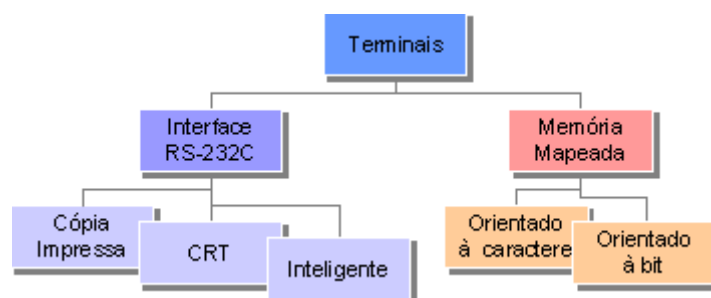 Terminais
Interface
RS-232C
Memória
Mapeada
Cópia
Impressa
CRT
Inteligente
Orientado
à caractere
Orientado
à bit